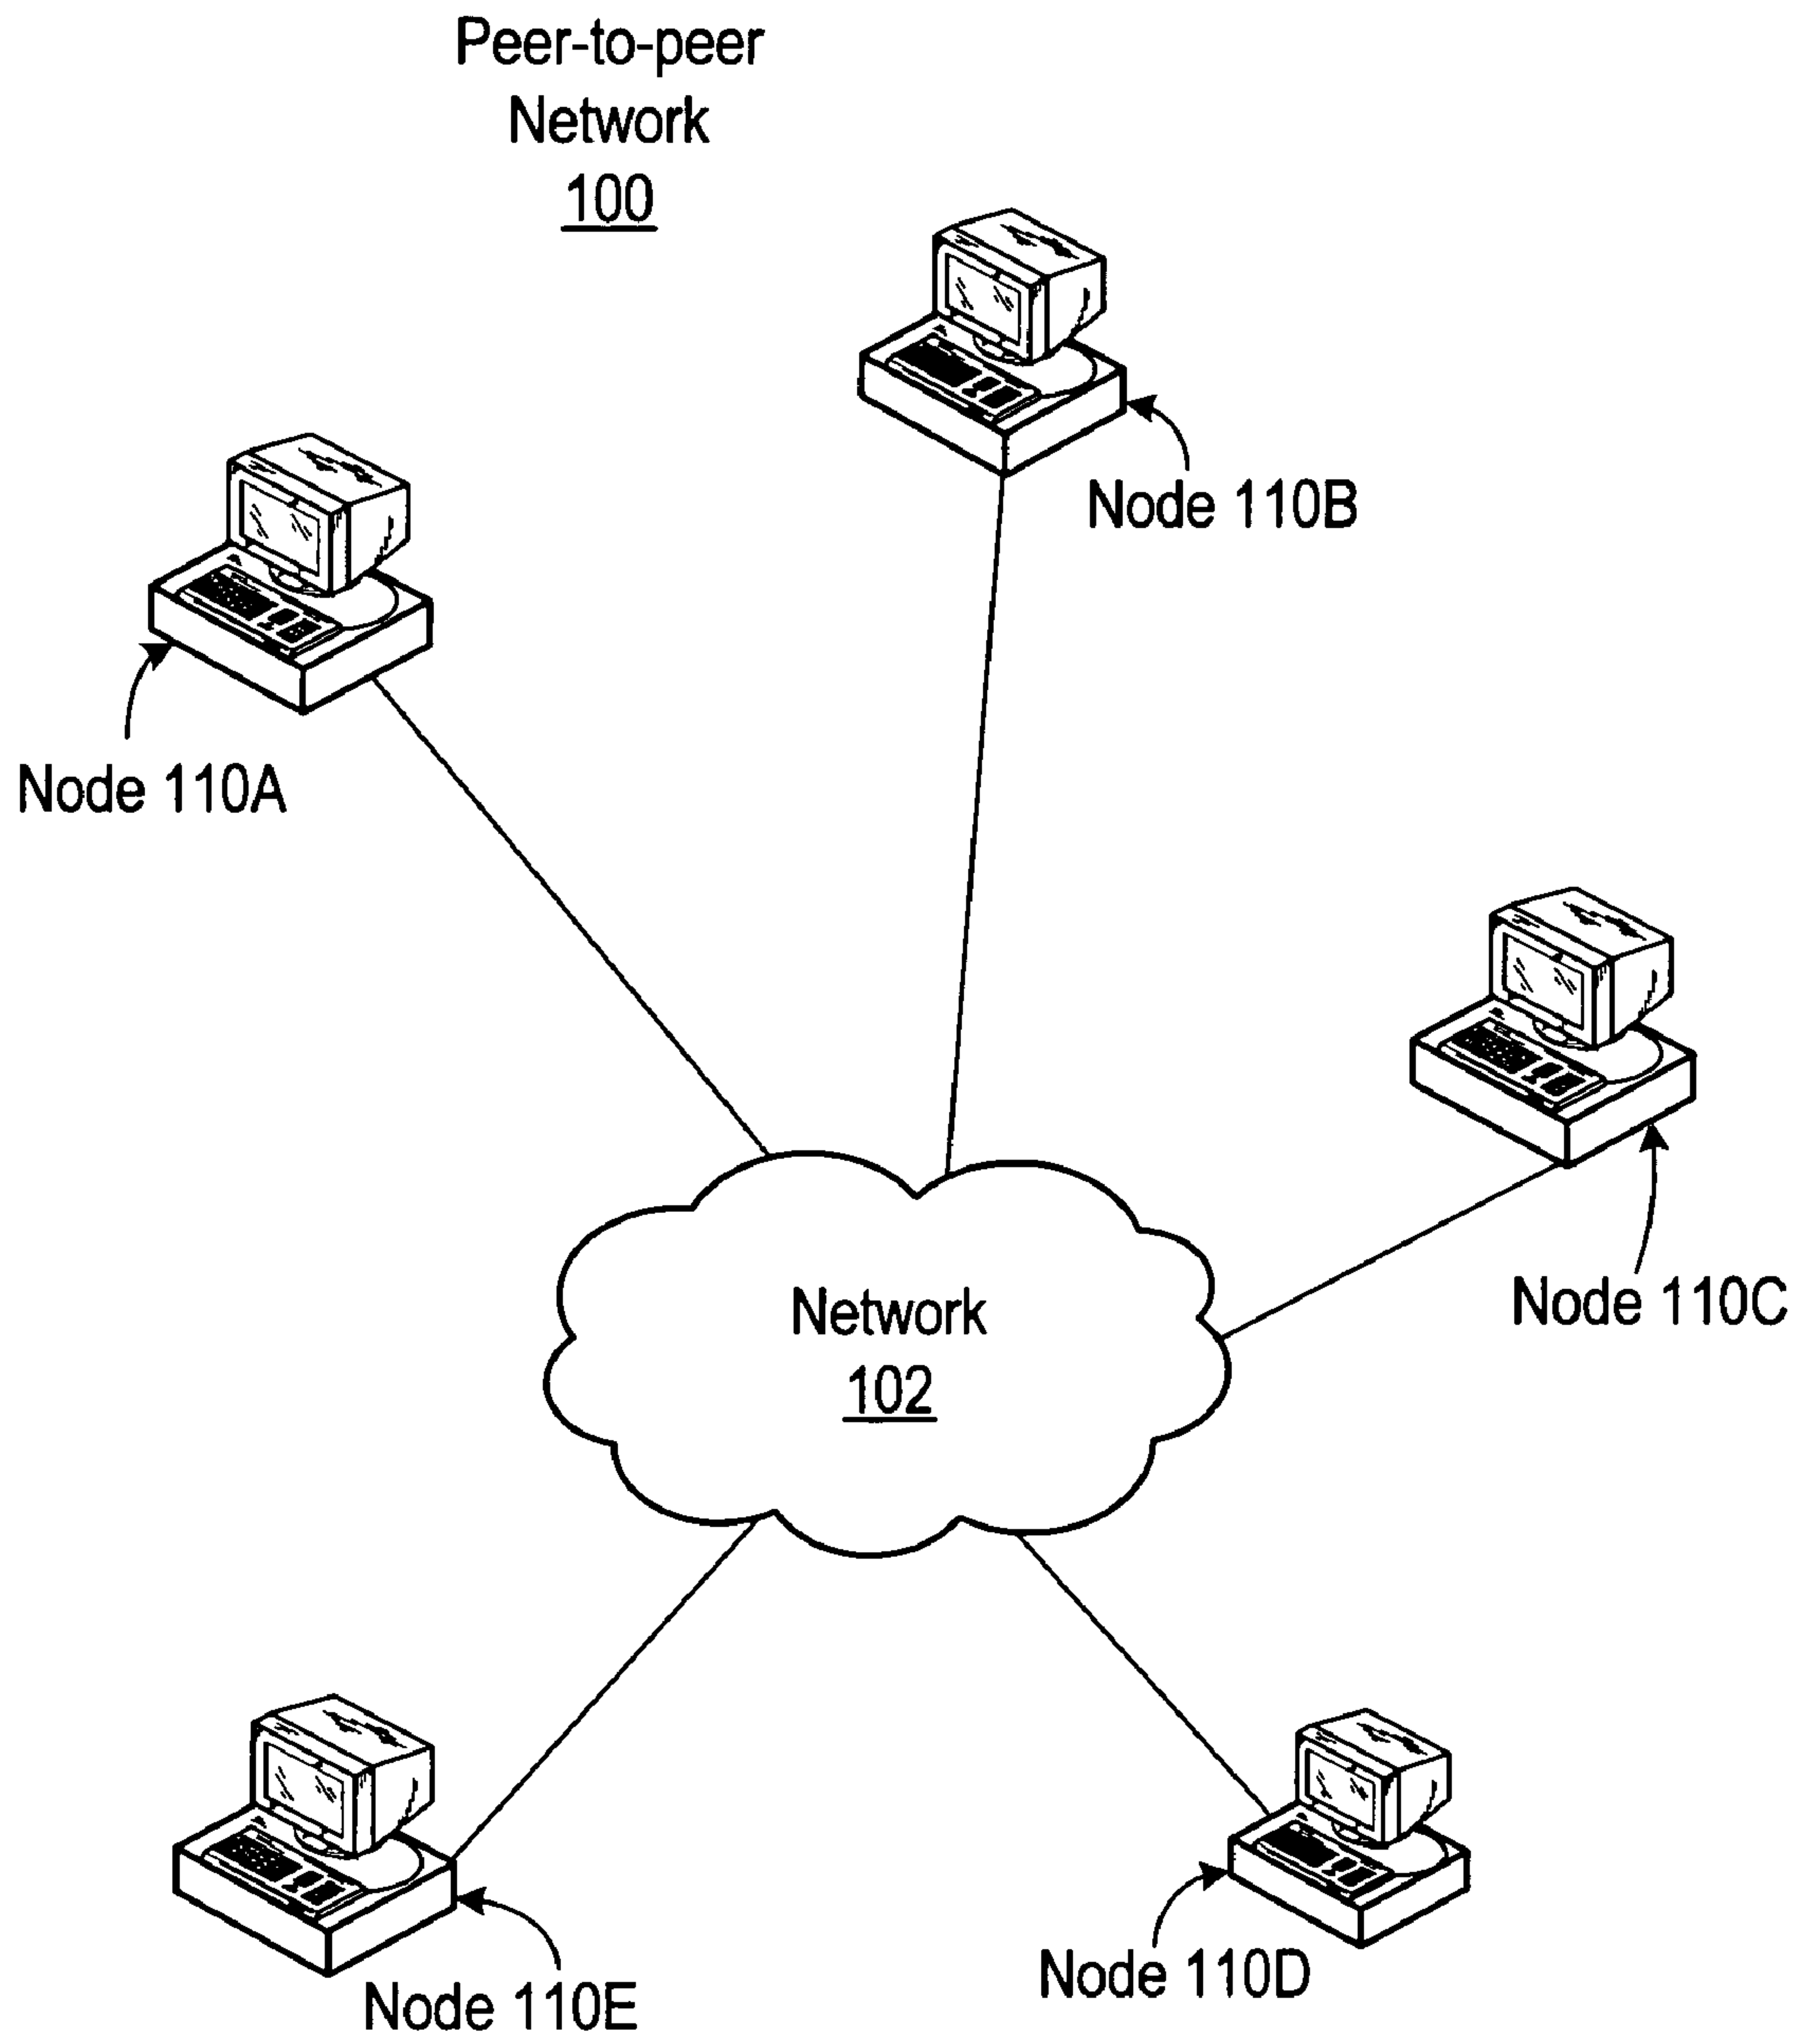 Peer-to-peer
Network
100
Node 110B
Node 110A
Node 110C
Network
102
Node 110D
Node 110E